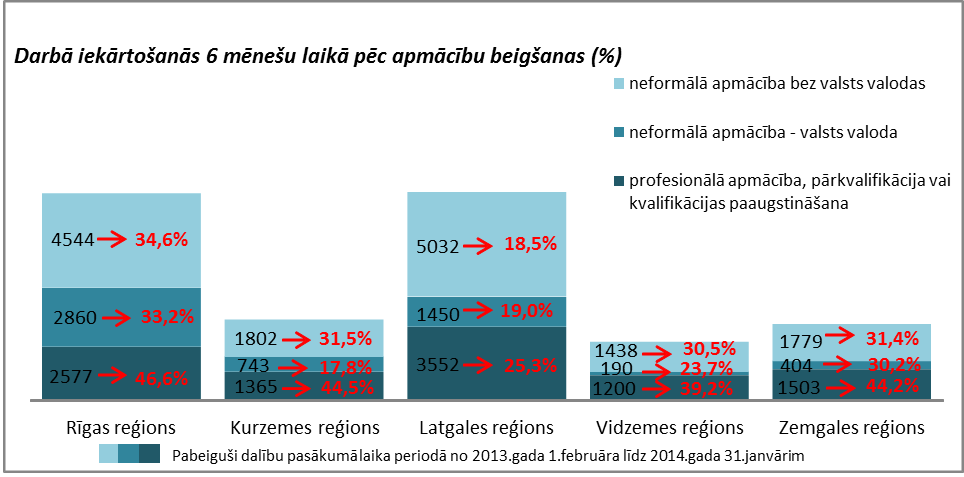 Darbā iekārtošanās 6 mēnešu laikā pēc apmācību beigšanas (%)
neformālā apmācība bez valsts valodas
neformālā apmācība - valsts valoda
profesionālā apmācība, pārkvalifikācija vai
kvalifikācijas paaugstināšana
4544 34,6%
2860 33,2%
2577 46,6%
1802 31,5%
743 17,8%
1365 44,5%
5032 18,5%
1450 19,0%
3552 25,3%
1438 30,5%
190 23,7%
1200 39,2%
1779 31,4%
404 30,2%
1503 44,2%
Rīgas reģions
Kurzemes reģions
Latgales reģions
Vidzemes reģions
Zemgales reģions
Pabeiguši dalību pasākumālaika periodā no 2013.gada 1.februāra līdz 2014.gada 31.janvārim